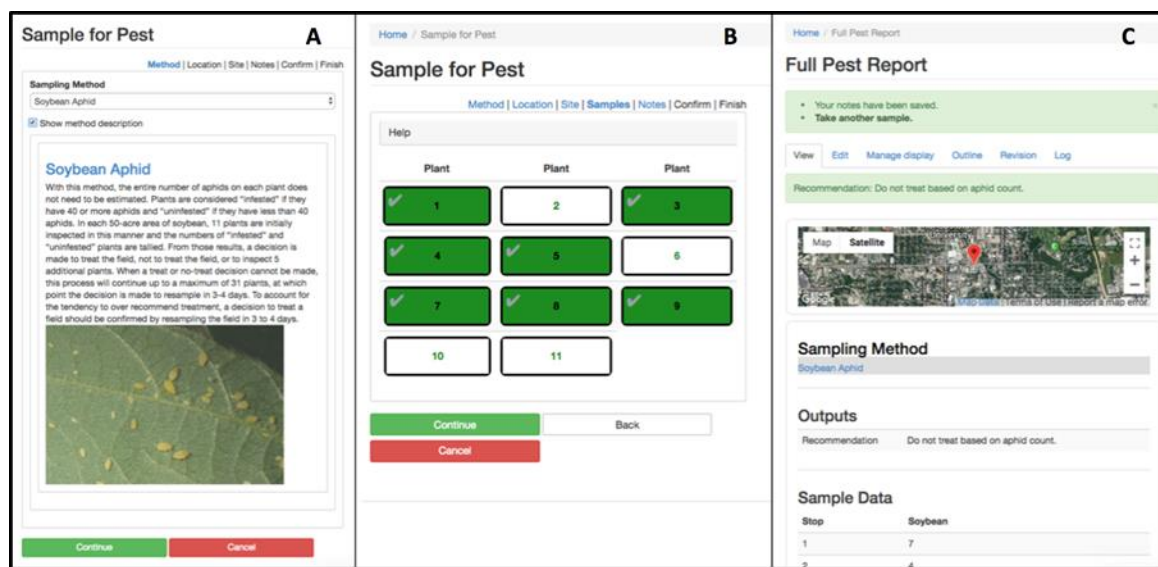 Sample for Pest
A
Method | Location | Site | Notes | Confirm | Finish
Sampling Method
Soybean Aphid
Show method description
Soybean Aphid
With this method, the entire number of aphids on each plant does
not need to be estimated. Plants are considered "infested" if they
have 40 or more aphids and "uninfested" if they have less than 40
aphids. In each 50-acre area of soybean, 11 plants are initially
inspected in this manner and the numbers of "infested" and
"uninfested" plants are tallied. From those results, a decision is
made to treat the field, not to treat the field, or to inspect 5
additional plants. When a treat or no-treat decision cannot be made,
this process will continue up to a maximum of 31 plants, at which
point the decision is made to resample in 3-4 days. To account for
the tendency to over recommend treatment, a decision to treat a
field should be confirmed by resampling the field in 3 to 4 days.
Continue Cancel
Home / Sample for Pest
B
Sample for Pest
Method | Location | Site | Samples | Notes | Confirm | Finish
Help
Plant Plant Plant
1 2 3
4 5 6
7 8 9
10 11
Continue Back
Cancel
Home / Full Pest Report
C
Full Pest Report
Your notes have been saved.
Take another sample.
View Edit Manage display Outline Revision Log
Recommendation: Do not treat based on aphid count.
Map Satellite
Google Map Data | Terms of Use | Report a map error
Sampling Method
Soybean Aphid
Outputs
Recommendation Do not treat based on aphid count.
Sample Data
Stop Soybean
1 7
2 4